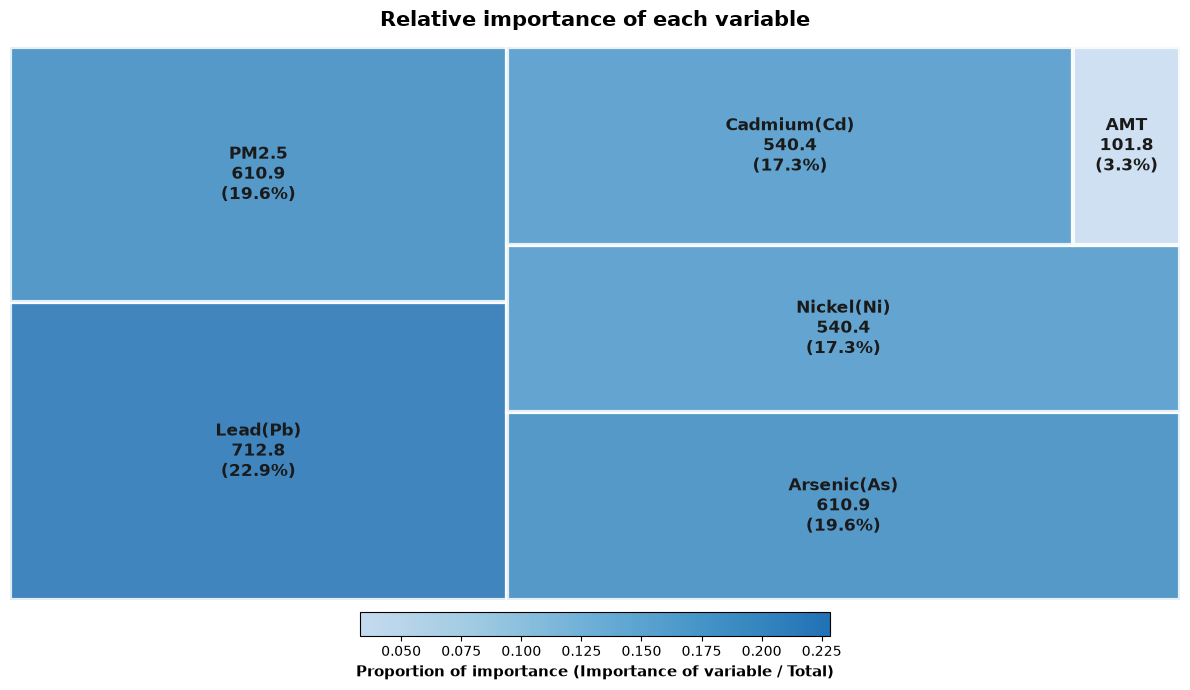 Relative importance of each variable
PM2.5
610.9
(19.6%)
Lead(Pb)
712.8
(22.9%)
Cadmium(Cd)
540.4
(17.3%)
AMT
101.8
(3.3%)
Nickel(Ni)
540.4
(17.3%)
Arsenic(As)
610.9
(19.6%)
0.050 0.075 0.100 0.125 0.150 0.175 0.200 0.225
Proportion of importance (Importance of variable / Total)